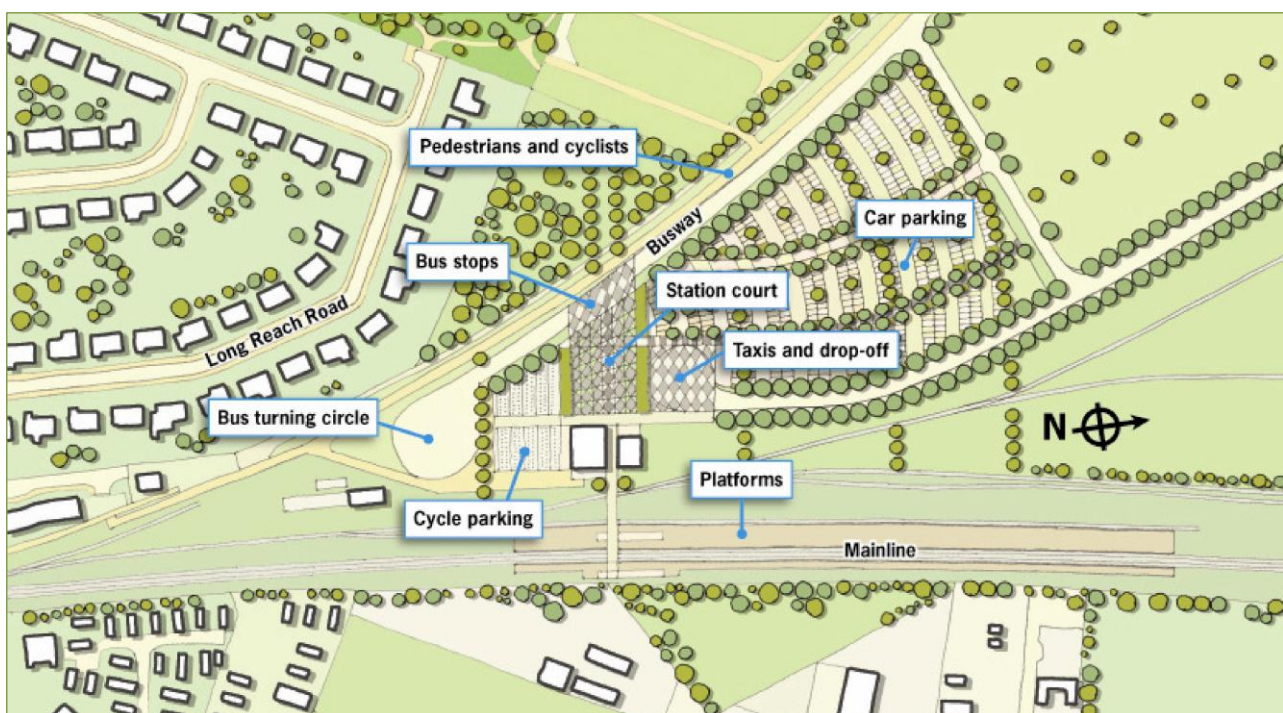 Pedestrians and cyclists
Busway
Car parking
Bus stops
Station court
Long Reach Road
Taxis and drop-off
Bus turning circle
N
Platforms
Cycle parking
Mainline